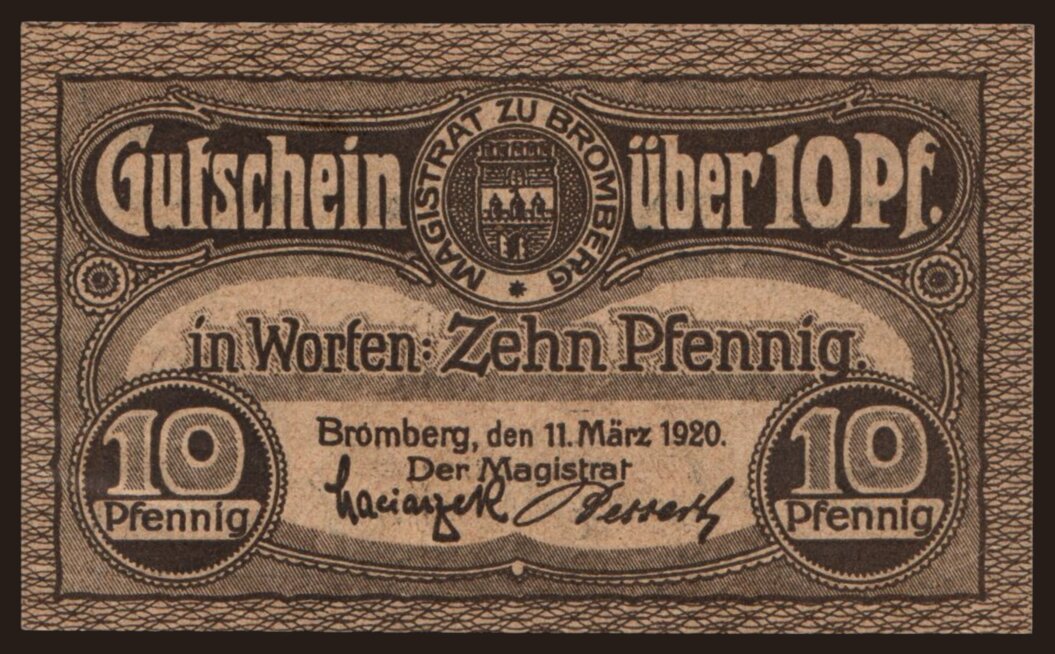 MAGISTRAT ZU BROMBERG *
Gutschein über 10 Pf.
in Worten: Zehn Pfennig.
10 Pfennig
Bromberg, den 11. März 1920.
Der Magistrat
10 Pfennig